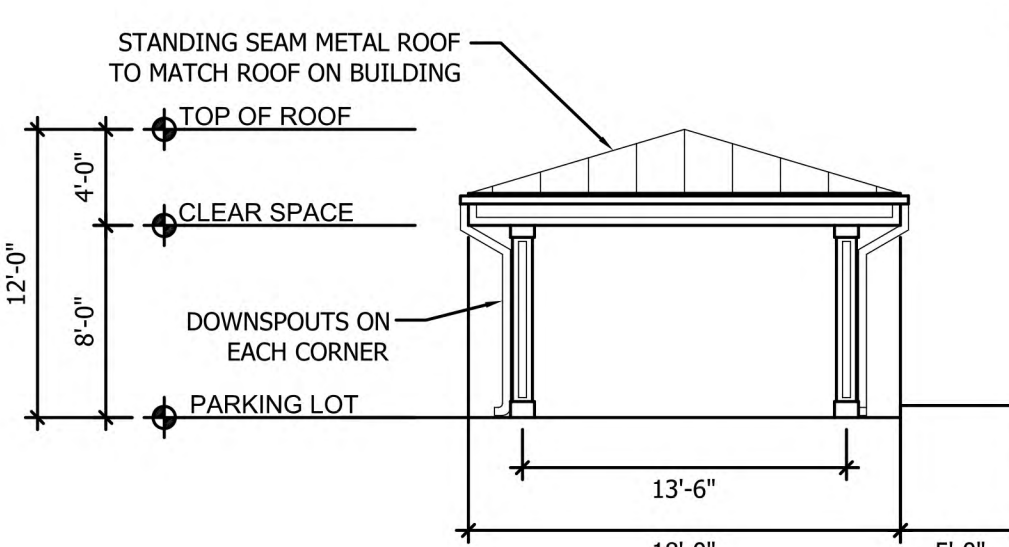 STANDING SEAM METAL ROOF
TO MATCH ROOF ON BUILDING
TOP OF ROOF
4'-0"
CLEAR SPACE
12'-0"
8'-0"
DOWNSPOUTS ON
EACH CORNER
PARKING LOT
13'-6"